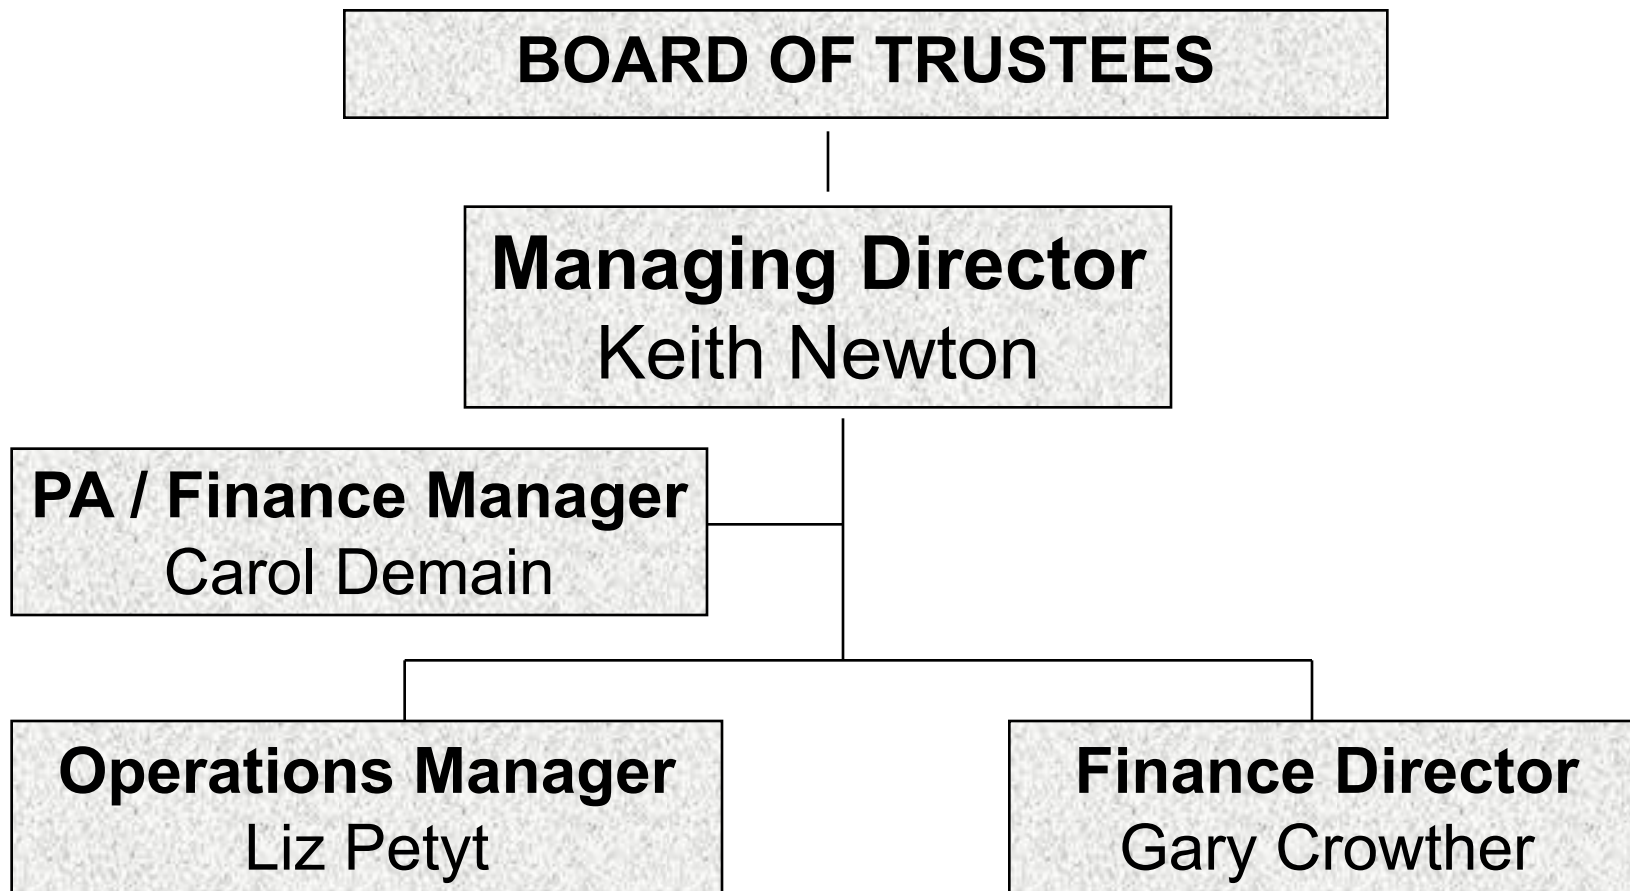 BOARD OF TRUSTEES
Managing Director
Keith Newton
PA / Finance Manager
Carol Demain
Operations Manager
Liz Petyt
Finance Director
Gary Crowther